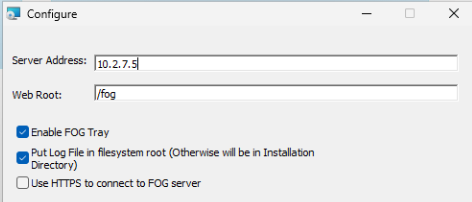 Configure
Server Address: 10.2.7.5
Web Root: /fog
Enable FOG Tray
Put Log File in filesystem root (Otherwise will be in Installation
Directory)
Use HTTPS to connect to FOG server